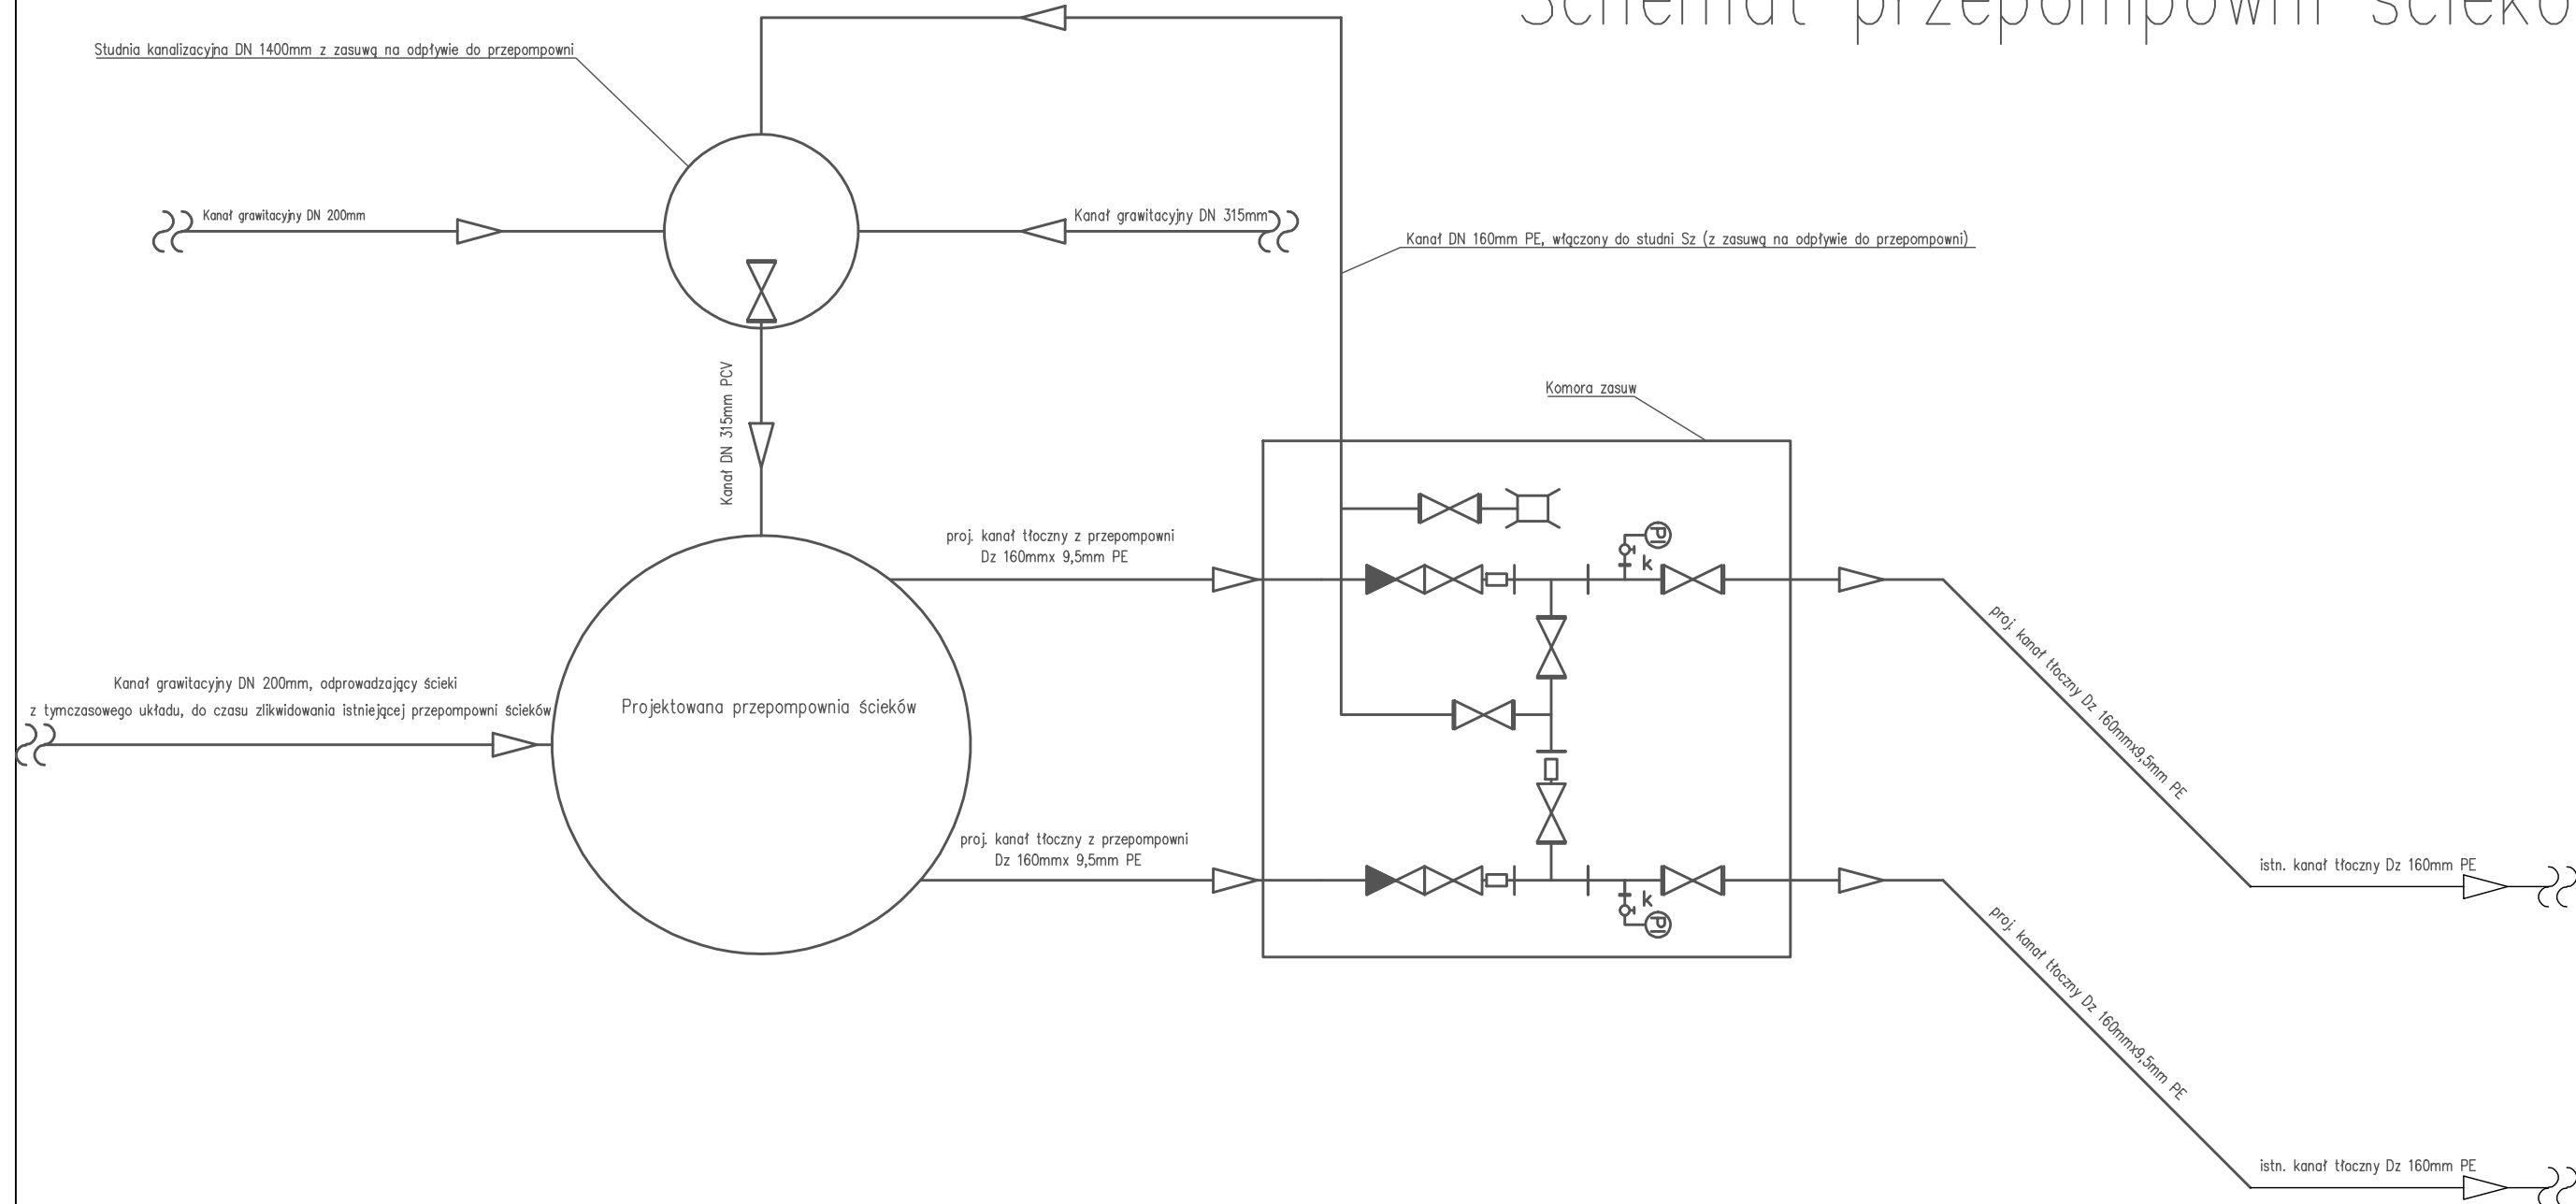 Schemat przepompowni
Studnia kanalizacyjna DN 1400mm z zasuwą na odpływie do przepompowni
Kanał grawitacyjny DN 200mm
Kanał grawitacyjny DN 315mm
Kanał DN 160mm PE, włączony do studni Sz (z zasuwą na odpływie do przepompowni)
Kanał DN 315mm PCV
Komora zasuw
proj. kanał tłoczny z przepompowni
Dz 160mmx 9,5mm PE
PI
k
Kanał grawitacyjny DN 200mm, odprowadzający ścieki
z tymczasowego układu, do czasu zlikwidowania istniejącej przepompowni ścieków
Projektowana przepompownia ścieków
proj. kanał tłoczny Dz 160mmx9,5mm PE
proj. kanał tłoczny z przepompowni
Dz 160mmx 9,5mm PE
k
PI
istn. kanał tłoczny Dz 160mm PE
proj. kanał tłoczny Dz 160mmx9,5mm PE
istn. kanał tłoczny Dz 160mm PE